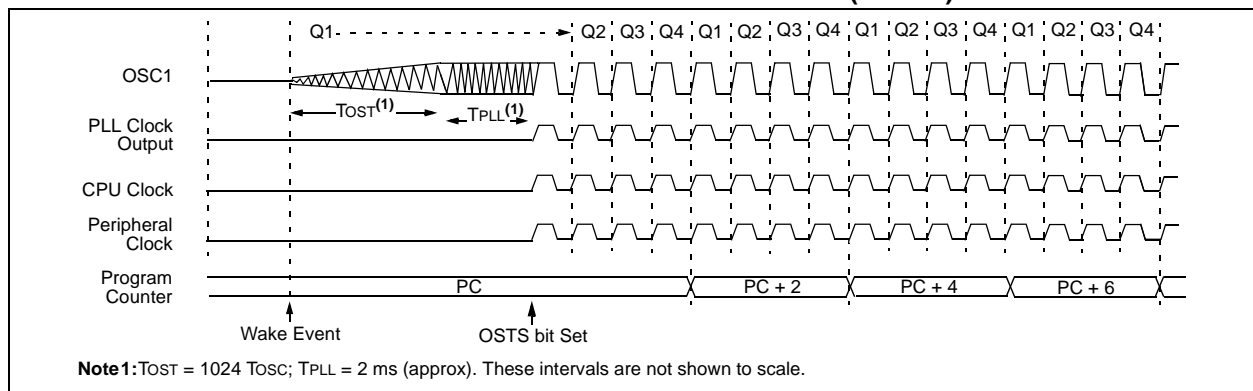 Q1 Q2 Q3 Q4 Q1 Q2 Q3 Q4 Q1 Q2 Q3 Q4 Q1 Q2 Q3 Q4
OSC1
TOST(1) TPLL(1)
PLL Clock
Output
CPU Clock
Peripheral
Clock
Program
Counter
PC PC + 2 PC + 4 PC + 6
Wake Event OSTS bit Set
Note1:TOST = 1024 TOSC; TPLL = 2 ms (approx). These intervals are not shown to scale.